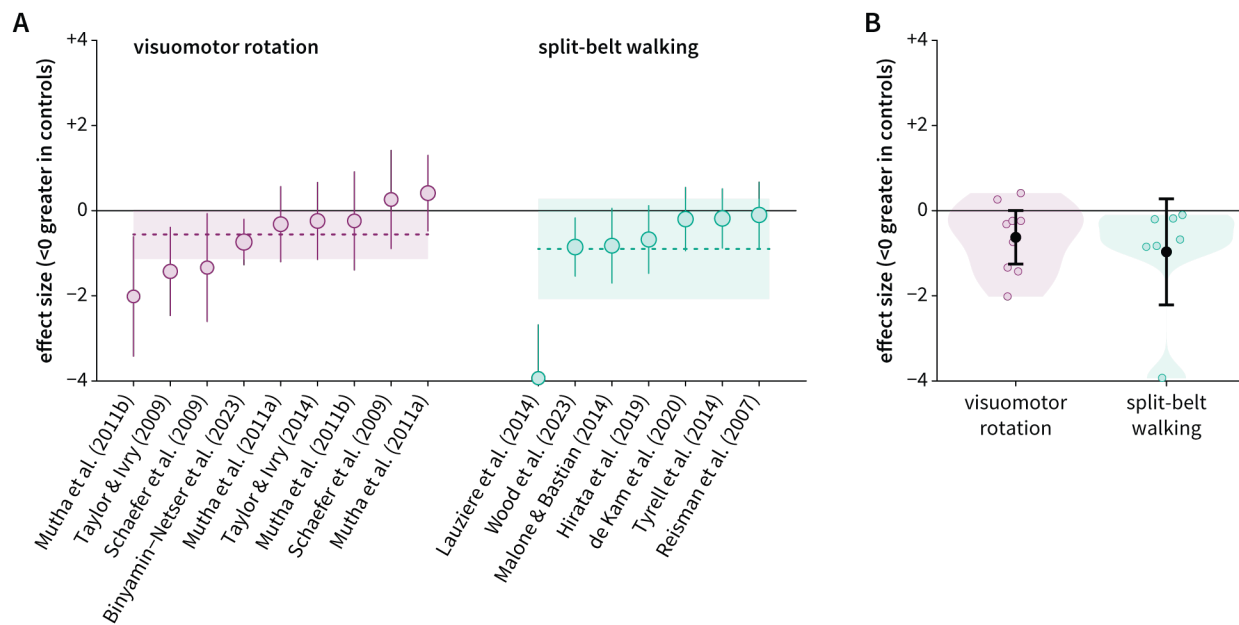 A
effect size (<0 greater in controls)
+4
+2
0
−2
−4
visuomotor rotation
split-belt walking
Mutha et al. (2011b)
Taylor & Ivry (2009)
Schaefer et al. (2009)
Binyamin−Netser et al. (2023)
Mutha et al. (2011a)
Taylor & Ivry (2014)
Mutha et al. (2011b)
Schaefer et al. (2009)
Mutha et al. (2011a)
Lauziere et al. (2014)
Wood et al. (2023)
Malone & Bastian (2014)
Hirata et al. (2019)
de Kam et al. (2020)
Tyrell et al. (2014)
Reisman et al. (2007)
B
effect size (<0 greater in controls)
+4
+2
0
−2
−4
visuomotor
rotation
split-belt
walking